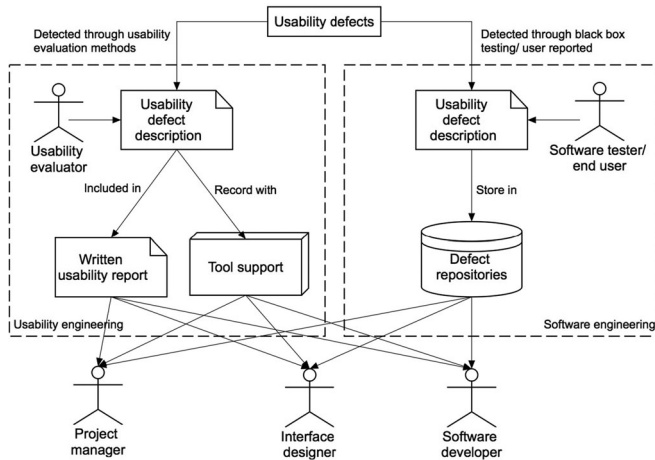 Usability defects
Detected through usability
evaluation methods
Detected through black box
testing/ user reported
Usability
defect
description
Usability
evaluator
Usability
defect
description
Software tester/
end user
Included in
Record with
Store in
Written
usability report
Tool support
Defect
repositories
Usability engineering
Software engineering
Project
manager
Interface
designer
Software
developer